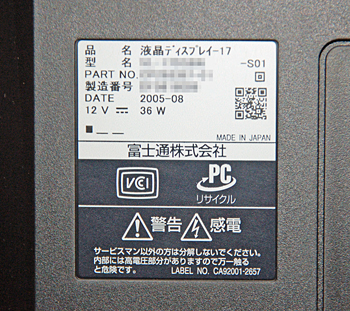 品 名 液晶ディスプレイ-17
型 名 -S01
PART NO.
製造番号
DATE 2005-08
12 V ⎓ 36 W
MADE IN JAPAN
富士通株式会社
VCI
PC
リサイクル
警告 感電
サービスマン以外の方は分解しないでください。
内部には高電圧部分がありますので万一触る
と危険です。 LABEL NO. CA92001-2657